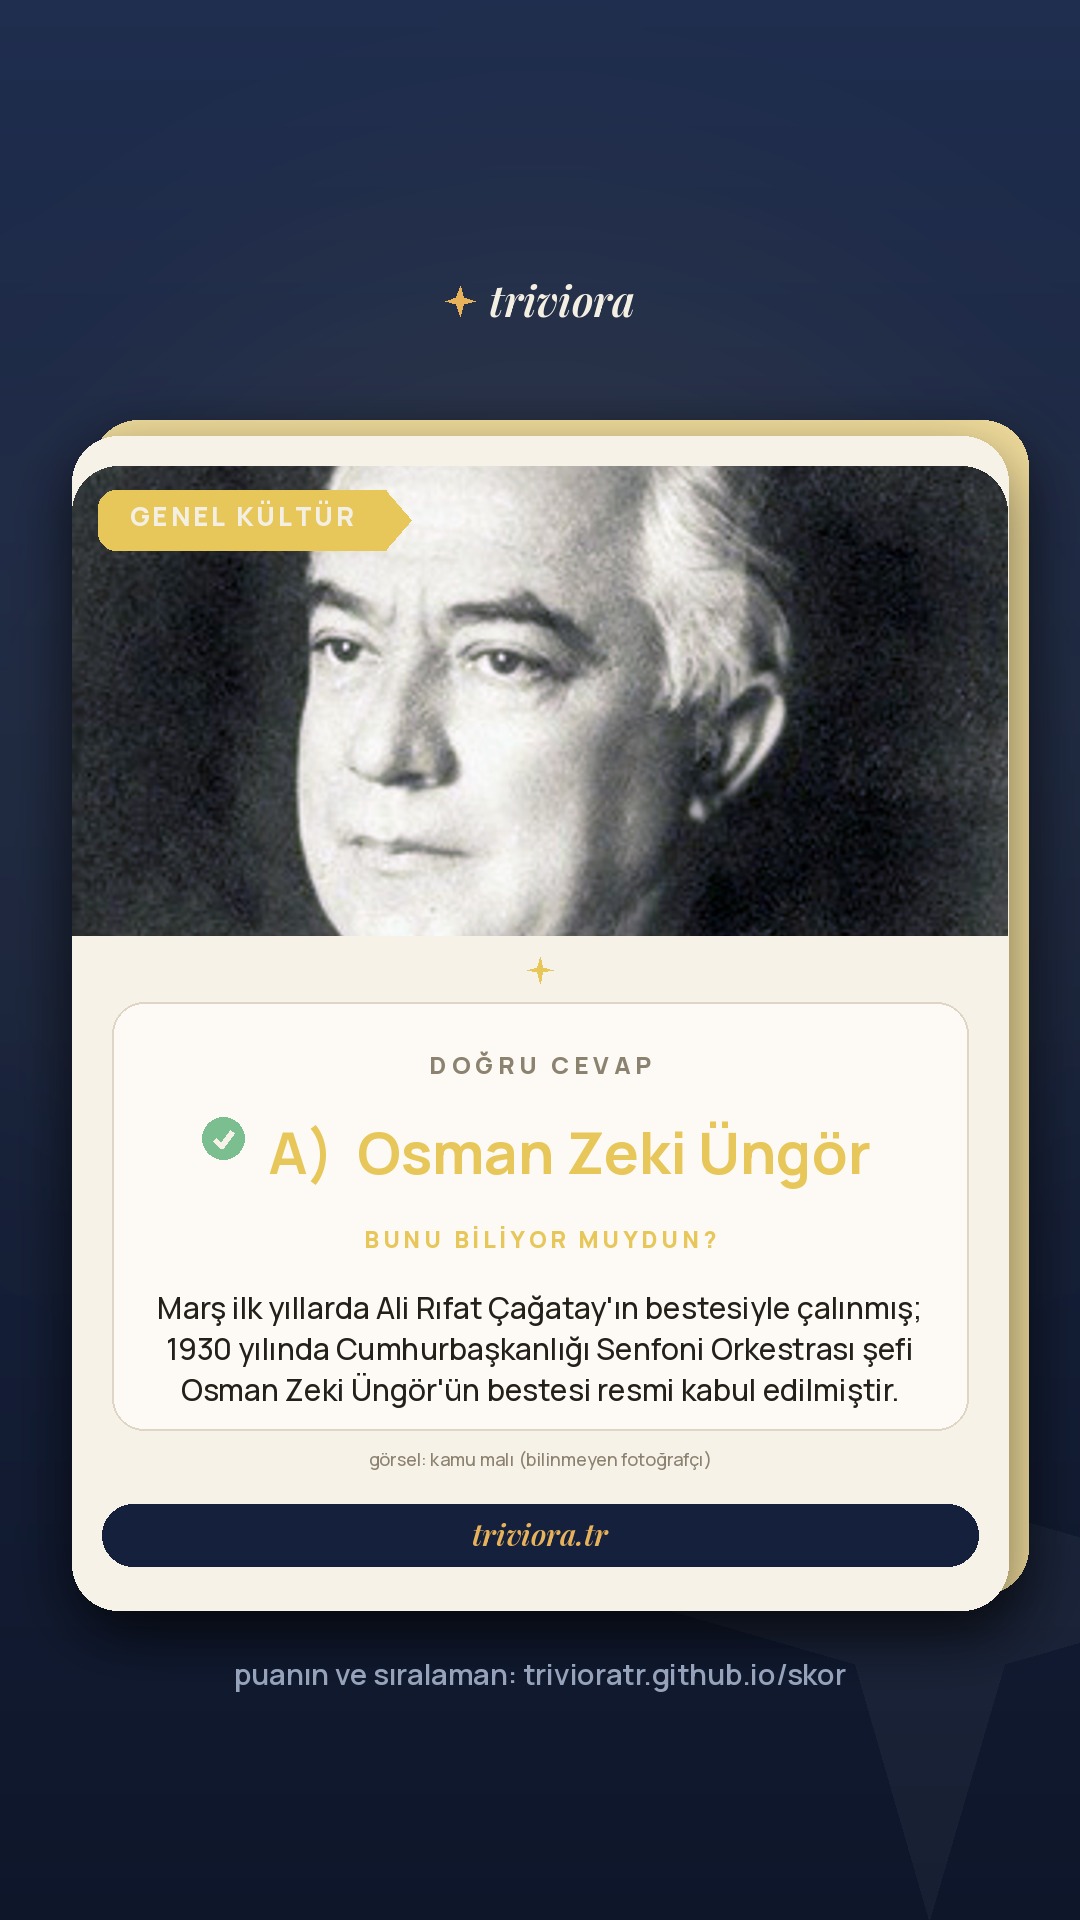 triviora
GENEL KÜLTÜR
DOĞRU CEVAP
A) Osman Zeki Üngör
BUNU BİLİYOR MUYDUN?
Marş ilk yıllarda Ali Rıfat Çağatay'ın bestesiyle çalınmış;
1930 yılında Cumhurbaşkanlığı Senfoni Orkestrası şefi
Osman Zeki Üngör'ün bestesi resmi kabul edilmiştir.
görsel: kamu malı (bilinmeyen fotoğrafçı)
triviora.tr
puanın ve sıralaman: trivioratr.github.io/skor